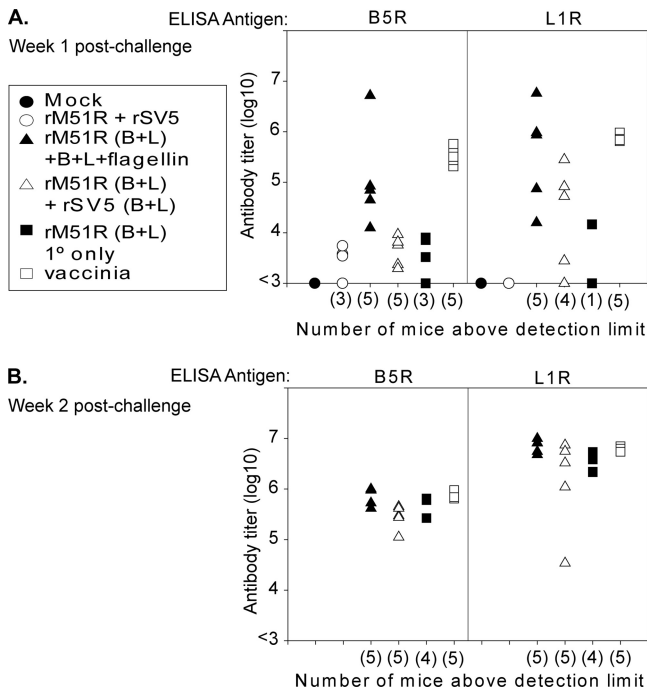 A.
ELISA Antigen: B5R L1R
Week 1 post-challenge
Mock
rM51R + rSV5
rM51R (B+L)
+B+L+flagellin
rM51R (B+L)
+ rSV5 (B+L)
rM51R (B+L)
1º only
vaccinia
Antibody titer (log10)
7
6
5
4
<3
(3) (5) (5) (3) (5) (5) (4) (1) (5)
Number of mice above detection limit
B.
ELISA Antigen: B5R L1R
Week 2 post-challenge
Antibody titer (log10)
7
6
5
4
<3
(5) (5) (4) (5) (5) (5) (4) (5)
Number of mice above detection limit